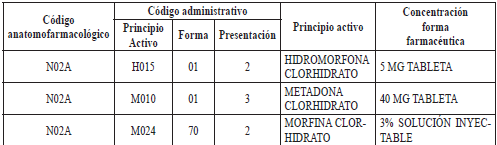 Código anatomofarmacológico
Código administrativo
Principio Activo
Forma
Presentación
Principio activo
Concentración forma farmacéutica
N02A H015 01 2 HIDROMORFONA CLORHIDRATO 5 MG TABLETA
N02A M010 01 3 METADONA CLORHIDRATO 40 MG TABLETA
N02A M024 70 2 MORFINA CLOR-HIDRATO 3% SOLUCIÓN INYEC-TABLE